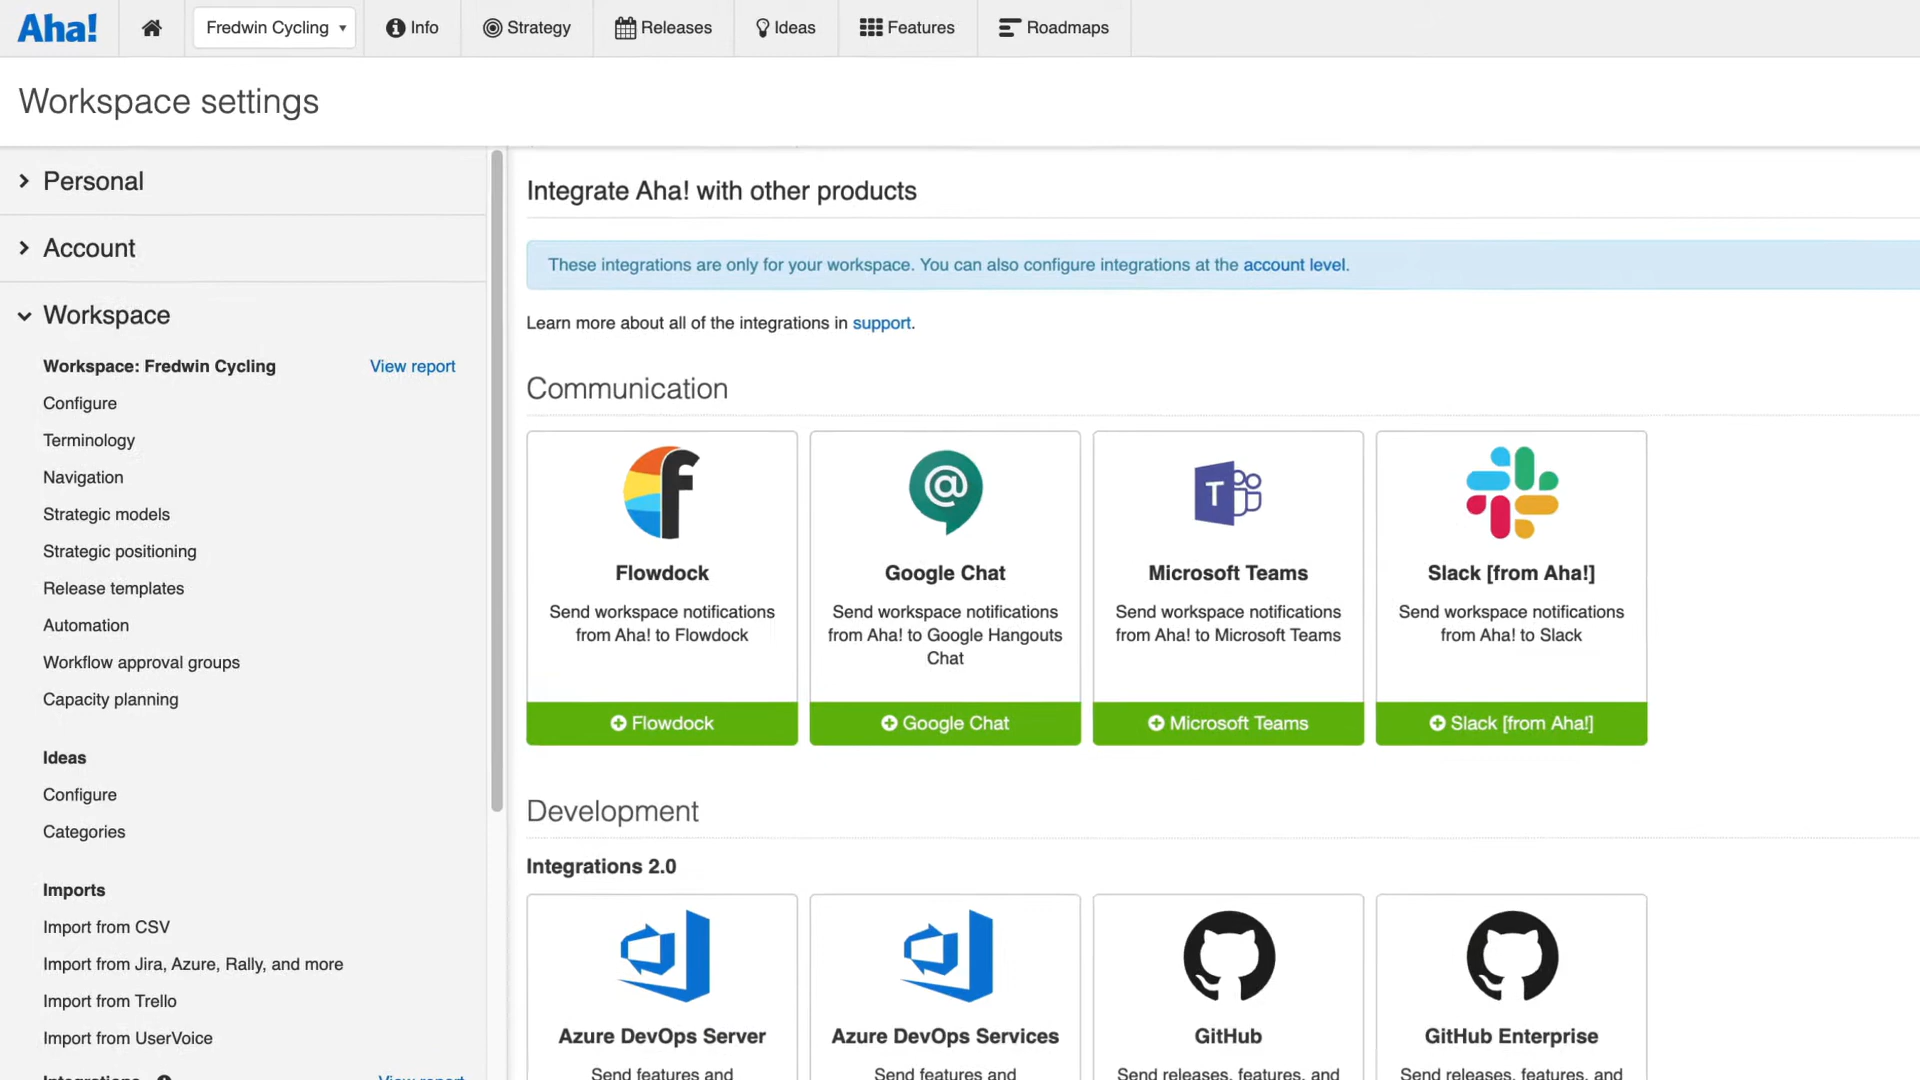 Aha!
Fredwin Cycling
Info
Strategy
Releases
Ideas
Features
Roadmaps
Workspace settings
Personal
Account
Workspace
Workspace: Fredwin Cycling
View report
Configure
Terminology
Navigation
Strategic models
Strategic positioning
Release templates
Automation
Workflow approval groups
Capacity planning
Ideas
Configure
Categories
Imports
Import from CSV
Import from Jira, Azure, Rally, and more
Import from Trello
Import from UserVoice
Integrations
View report
Integrate Aha! with other products
These integrations are only for your workspace. You can also configure integrations at the account level.
Learn more about all of the integrations in support.
Communication
Flowdock
Send workspace notifications
from Aha! to Flowdock
Flowdock
Google Chat
Send workspace notifications
from Aha! to Google Hangouts
Chat
Google Chat
T
Microsoft Teams
Send workspace notifications
from Aha! to Microsoft Teams
Microsoft Teams
Slack [from Aha!]
Send workspace notifications
from Aha! to Slack
Slack [from Aha!]
Development
Integrations 2.0
Azure DevOps Server
Send features and
Azure DevOps Services
Send features and
GitHub
Send releases, features, and
GitHub Enterprise
Send releases, features, and